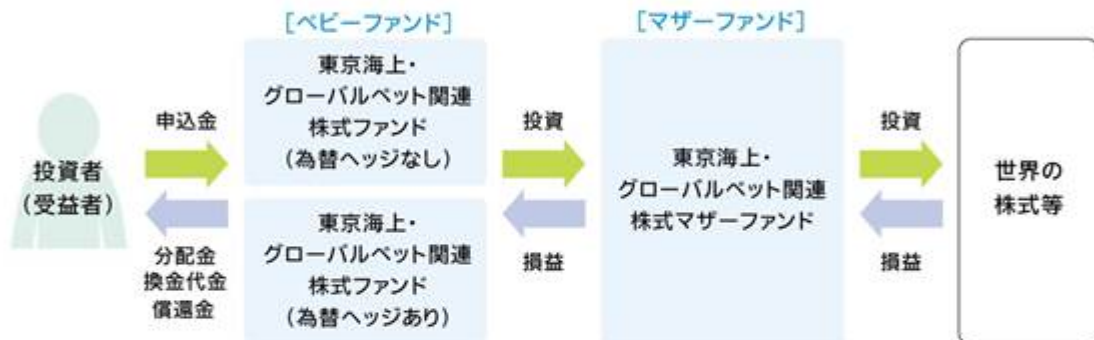 [ベビーファンド]
[マザーファンド]
投資者
(受益者)
申込金
分配金
換金代金
償還金
東京海上・
グローバルペット関連
株式ファンド
(為替ヘッジなし)
東京海上・
グローバルペット関連
株式ファンド
(為替ヘッジあり)
投資
損益
東京海上・
グローバルペット関連
株式マザーファンド
投資
損益
世界の
株式等